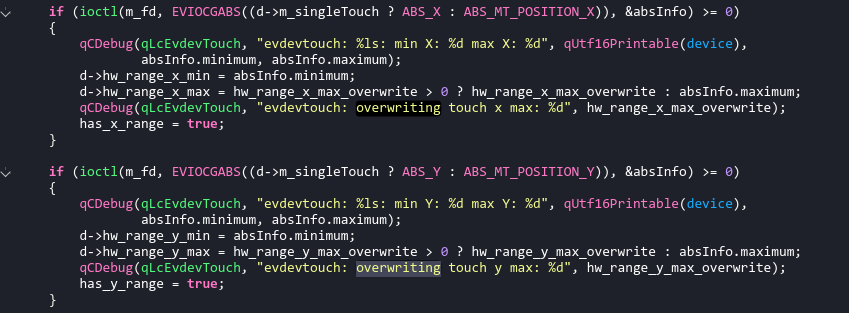 if (ioctl(m_fd, EVIOCGABS((d->m_singleTouch ? ABS_X : ABS_MT_POSITION_X)), &absInfo) >= 0)
{
    qCDebug(qLcEvdevTouch, "evdevtouch: %ls: min X: %d max X: %d", qUtf16Printable(device),
            absInfo.minimum, absInfo.maximum);
    d->hw_range_x_min = absInfo.minimum;
    d->hw_range_x_max = hw_range_x_max_overwrite > 0 ? hw_range_x_max_overwrite : absInfo.maximum;
    qCDebug(qLcEvdevTouch, "evdevtouch: overwriting touch x max: %d", hw_range_x_max_overwrite);
    has_x_range = true;
}
if (ioctl(m_fd, EVIOCGABS((d->m_singleTouch ? ABS_Y : ABS_MT_POSITION_Y)), &absInfo) >= 0)
{
    qCDebug(qLcEvdevTouch, "evdevtouch: %ls: min Y: %d max Y: %d", qUtf16Printable(device),
            absInfo.minimum, absInfo.maximum);
    d->hw_range_y_min = absInfo.minimum;
    d->hw_range_y_max = hw_range_y_max_overwrite > 0 ? hw_range_y_max_overwrite : absInfo.maximum;
    qCDebug(qLcEvdevTouch, "evdevtouch: overwriting touch y max: %d", hw_range_y_max_overwrite);
    has_y_range = true;
}